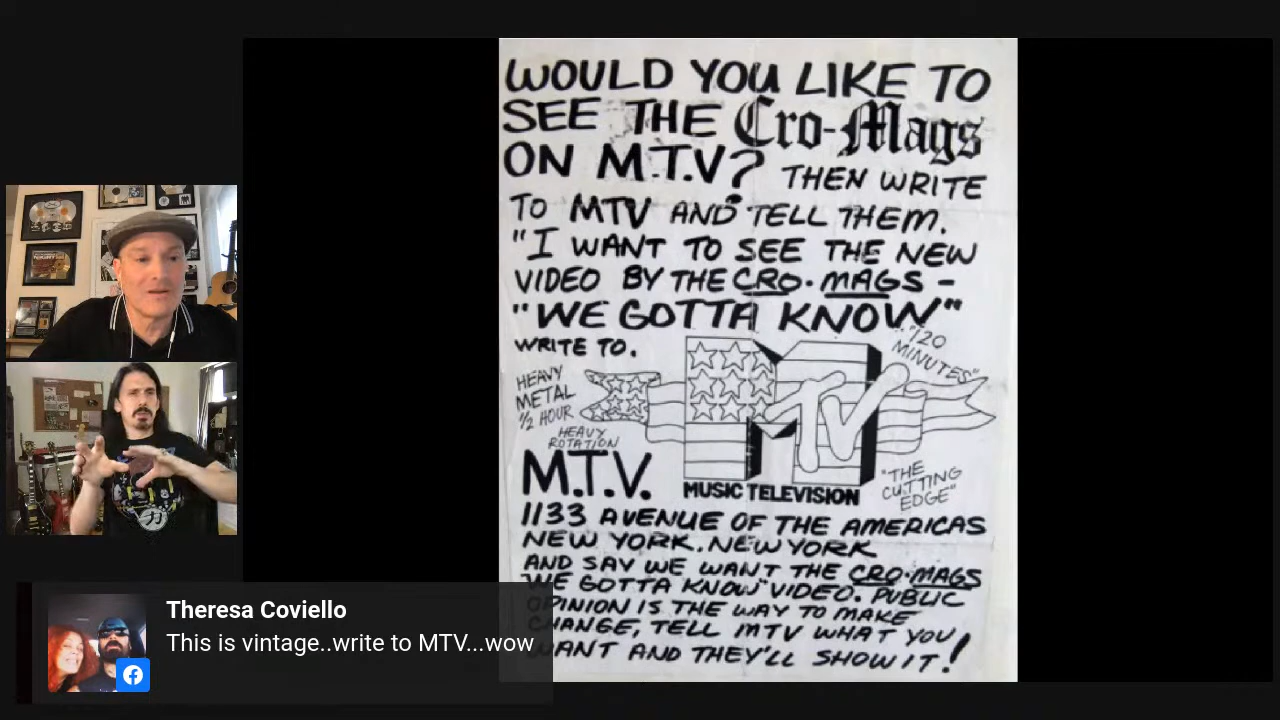 WOULD YOU LIKE TO
SEE THE Cro-Mags
ON M.T.V? THEN WRITE
TO MTV AND TELL THEM.
"I WANT TO SEE THE NEW
VIDEO BY THE CRO-MAGS -
"WE GOTTA KNOW"
WRITE TO.
"120
MINUTES"
HEAVY
METAL
1/2 HOUR
HEAVY
ROTATION
MTV
MUSIC TELEVISION
"THE
CUTTING
EDGE"
M.T.V.
1133 AVENUE OF THE AMERICAS
NEW YORK. NEW YORK
AND SAY WE WANT THE CRO-MAGS
WE GOTTA KNOW" VIDEO. PUBLIC
OPINION IS THE WAY TO MAKE
CHANGE, TELL MTV WHAT YOU
WANT AND THEY'LL SHOW IT!
Theresa Coviello
This is vintage..write to MTV...wow